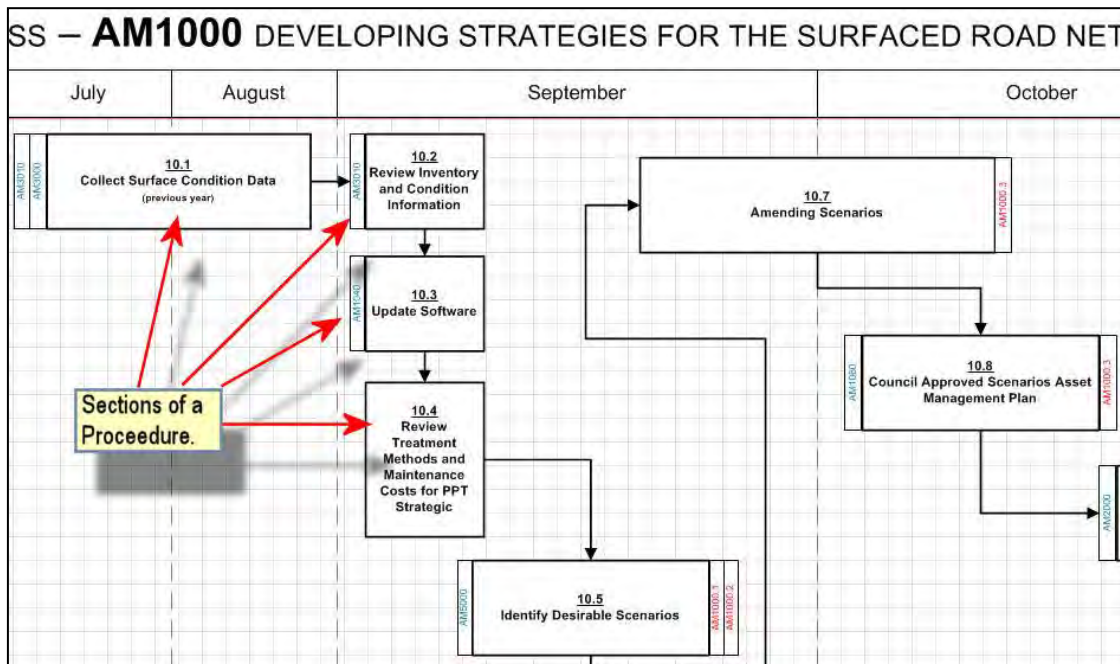 SS – AM1000 DEVELOPING STRATEGIES FOR THE SURFACED ROAD NET
July
August
September
October
AM3010
AM3000
10.1
Collect Surface Condition Data
(previous year)
AM3010
10.2
Review Inventory
and Condition
Information
10.7
Amending Scenarios
AM1000.3
AM1040
10.3
Update Software
AM1080
10.8
Council Approved Scenarios Asset
Management Plan
AM1000.3
Sections of a
Proceedure.
10.4
Review
Treatment
Methods and
Maintenance
Costs for PPT
Strategic
AM2000
AM5000
10.5
Identify Desirable Scenarios
AM1000.1
AM1000.2